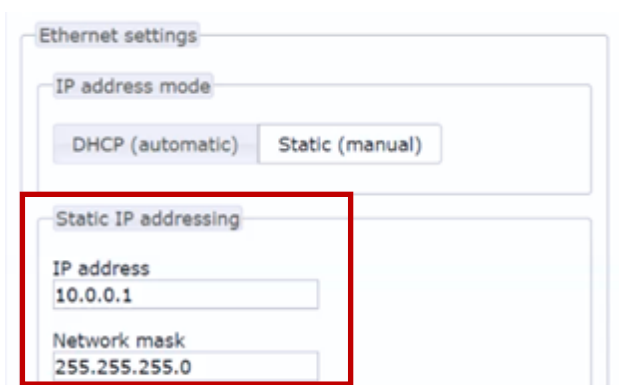 Ethernet settings
IP address mode
DHCP (automatic) Static (manual)
Static IP addressing
IP address
10.0.0.1
Network mask
255.255.255.0